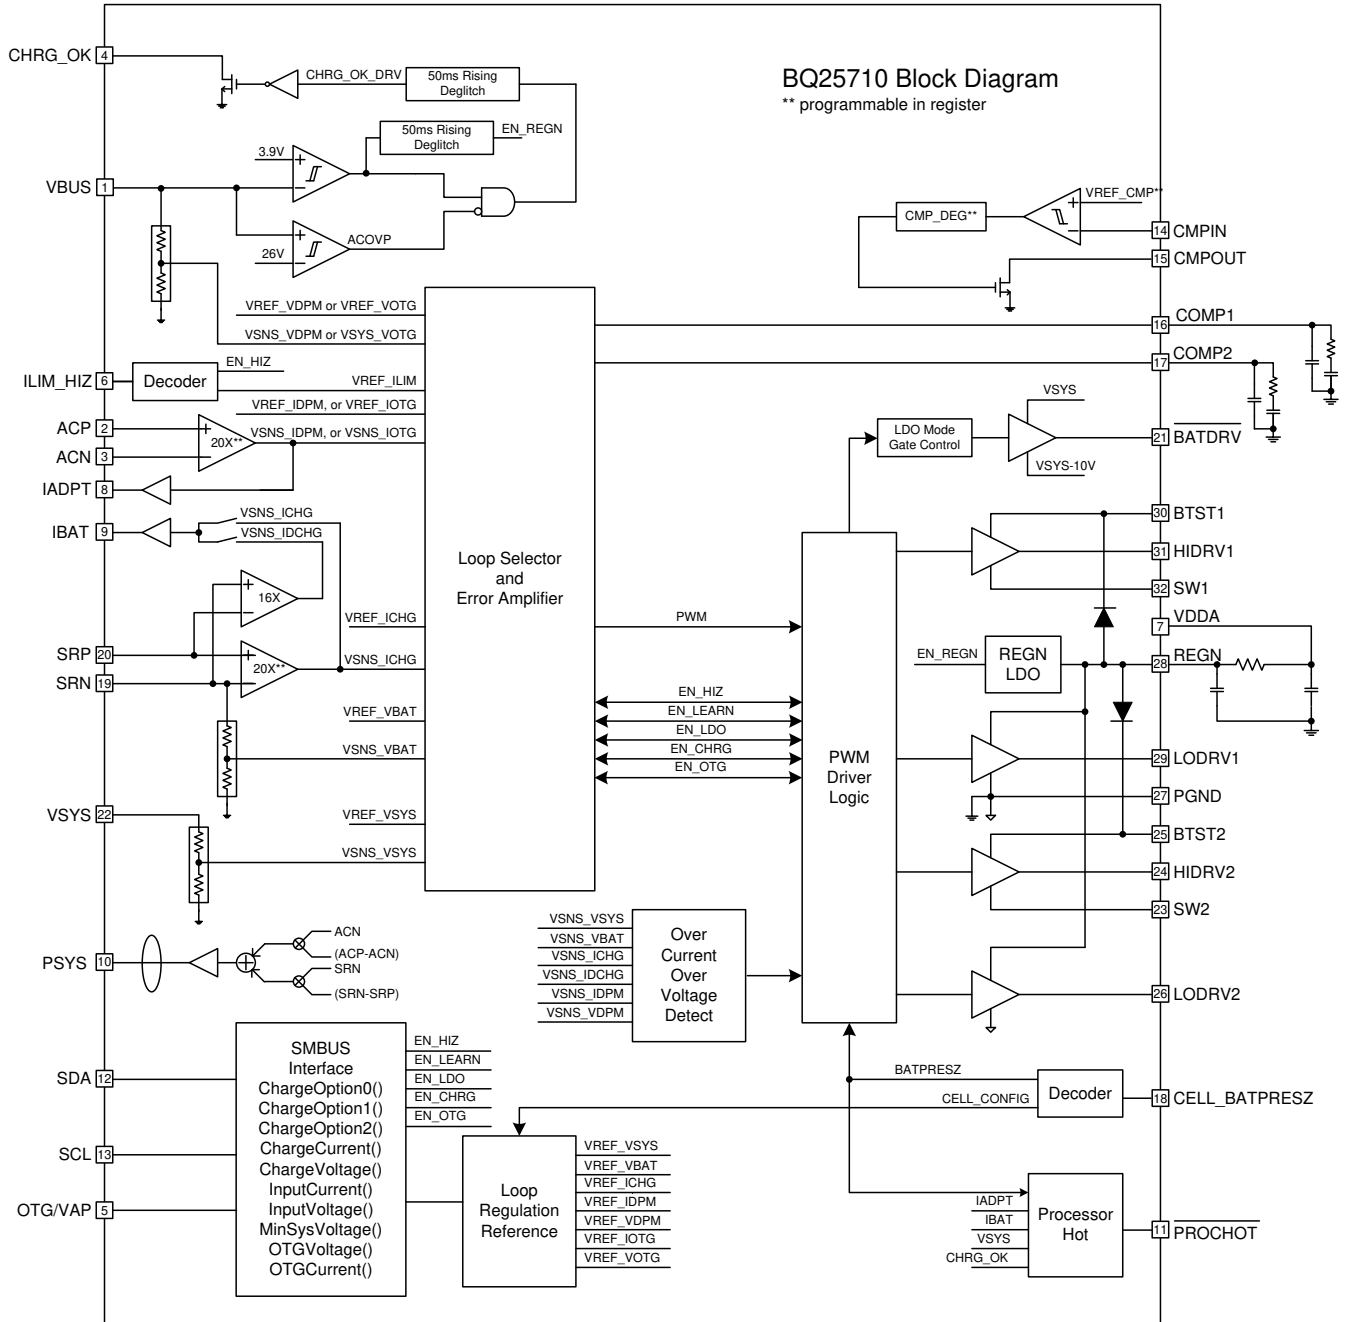 BQ25710 Block Diagram
** programmable in register
CHRG_OK
4
CHRG_OK_DRV
50ms Rising
Deglitch
50ms Rising
Deglitch
EN_REGN
3.9V
+
−
VBUS
1
+
−
26V
ACOVP
VREF_VDPM or VREF_VOTG
VSNS_VDPM or VSYS_VOTG
ILIM_HIZ
6
Decoder
EN_HIZ
VREF_ILIM
VREF_IDPM, or VREF_IOTG
ACP
2
+
20X**
−
VSNS_IDPM, or VSNS_IOTG
ACN
3
IADPT
8
IBAT
9
VSNS_ICHG
VSNS_IDCHG
+
16X
−
VREF_ICHG
SRP
20
+
20X**
−
VSNS_ICHG
SRN
19
VREF_VBAT
VSNS_VBAT
VSYS
22
VREF_VSYS
VSNS_VSYS
Loop Selector
and
Error Amplifier
PWM
EN_HIZ
EN_LEARN
EN_LDO
EN_CHRG
EN_OTG
PSYS
10
ACN
(ACP-ACN)
SRN
(SRN-SRP)
SDA
12
SCL
13
OTG/VAP
5
SMBUS
Interface
ChargeOption0()
ChargeOption1()
ChargeOption2()
ChargeCurrent()
ChargeVoltage()
InputCurrent()
InputVoltage()
MinSysVoltage()
OTGVoltage()
OTGCurrent()
EN_HIZ
EN_LEARN
EN_LDO
EN_CHRG
EN_OTG
Loop
Regulation
Reference
VREF_VSYS
VREF_VBAT
VREF_ICHG
VREF_IDPM
VREF_VDPM
VREF_IOTG
VREF_VOTG
VSNS_VSYS
VSNS_VBAT
VSNS_ICHG
VSNS_IDCHG
VSNS_IDPM
VSNS_VDPM
Over
Current
Over
Voltage
Detect
PWM
Driver
Logic
CMP_DEG**
VREF_CMP**
+
−
14
CMPIN
15
CMPOUT
16
COMP1
17
COMP2
LDO Mode
Gate Control
VSYS
VSYS-10V
21
BATDRV
30
BTST1
31
HIDRV1
32
SW1
7
VDDA
EN_REGN
REGN
LDO
28
REGN
29
LODRV1
27
PGND
25
BTST2
24
HIDRV2
23
SW2
26
LODRV2
BATPRESZ
CELL_CONFIG
Decoder
18
CELL_BATPRESZ
IADPT
IBAT
VSYS
CHRG_OK
Processor
Hot
11
PROCHOT